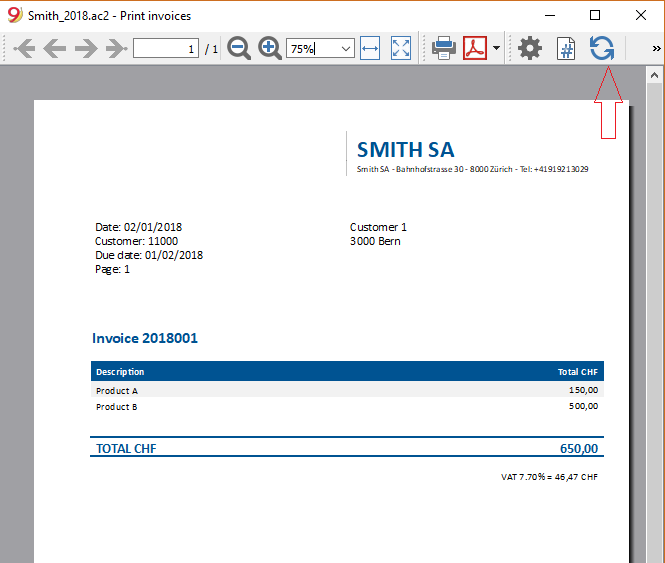 Smith_2018.ac2 - Print invoices
1 / 1 75% #
»
SMITH SA
Smith SA - Bahnhofstrasse 30 - 8000 Zürich - Tel: +41919213029
Date: 02/01/2018
Customer 1
Customer: 11000
3000 Bern
Due date: 01/02/2018
Page: 1
Invoice 2018001
Description Total CHF
Product A 150,00
Product B 500,00
TOTAL CHF 650,00
VAT 7.70% = 46,47 CHF